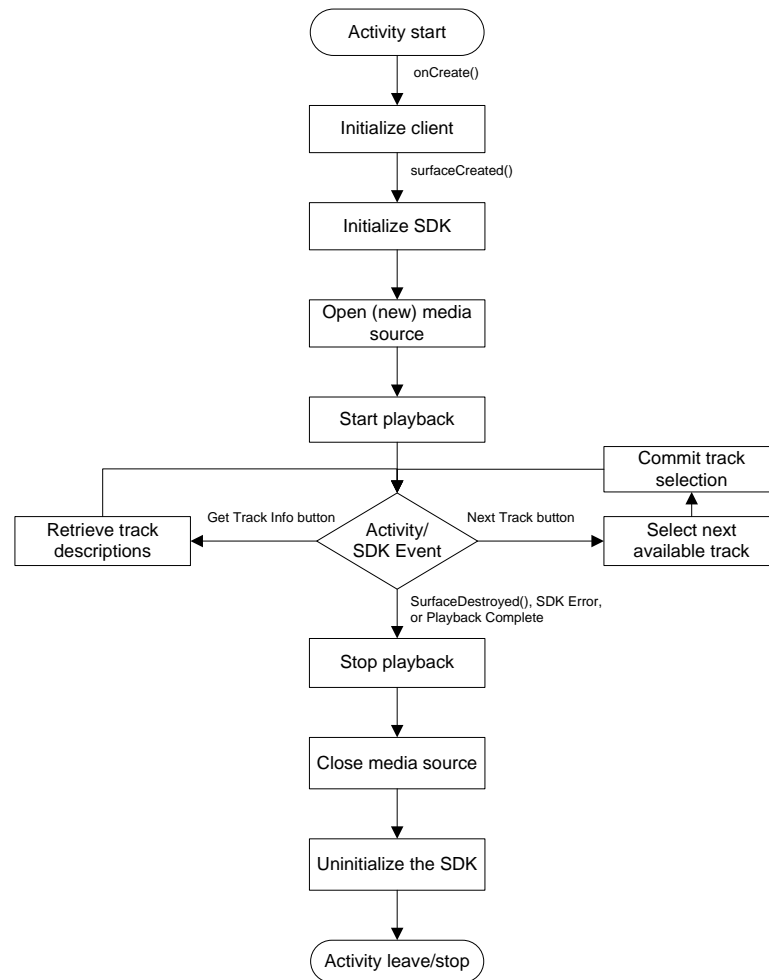 Activity start
onCreate()
Initialize client
surfaceCreated()
Initialize SDK
Open (new) media
source
Start playback
Commit track
selection
Get Track Info button
Next Track button
Retrieve track
descriptions
Activity/
SDK Event
Select next
available track
SurfaceDestroyed(), SDK Error,
or Playback Complete
Stop playback
Close media source
Uninitialize the SDK
Activity leave/stop